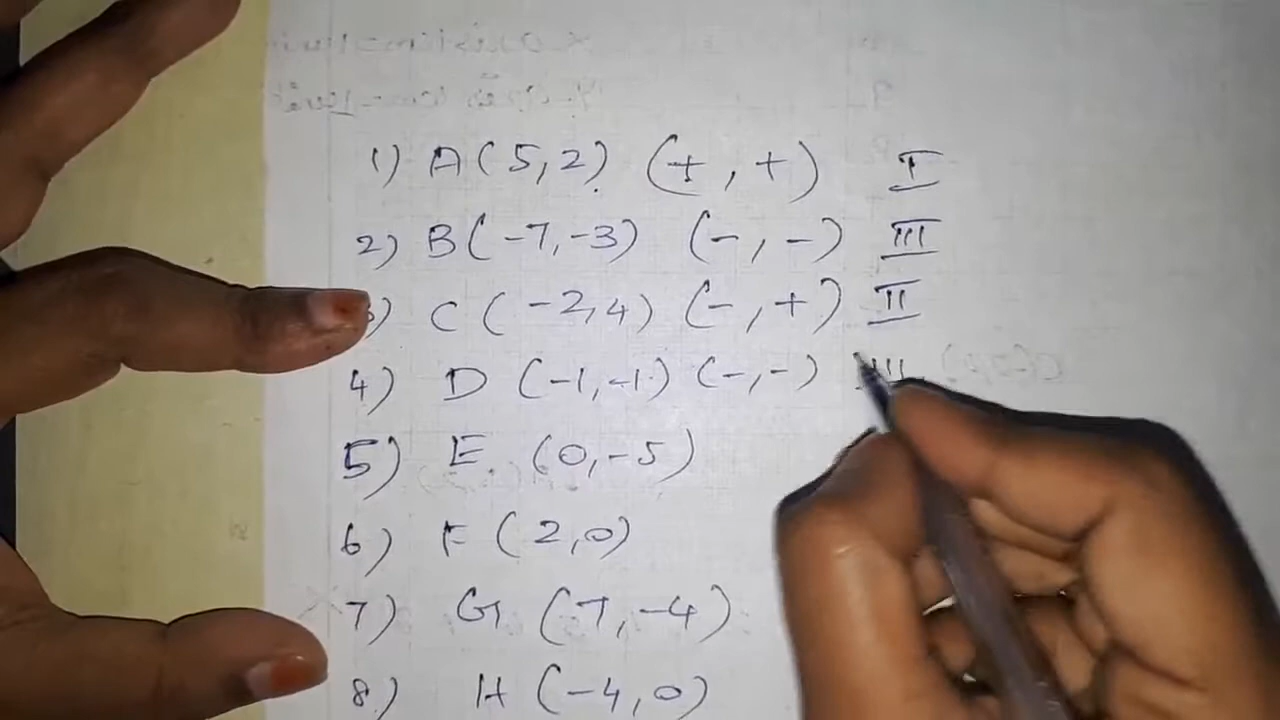 1) A(5,2) (+,+) I
2) B(-7,-3) (-,-) III
3) C(-2,4) (-,+) II
4) D(-1,-1) (-,-) III
5) E (0,-5)
6) F (2,0)
7) G (7,-4)
8) H (-4,0)